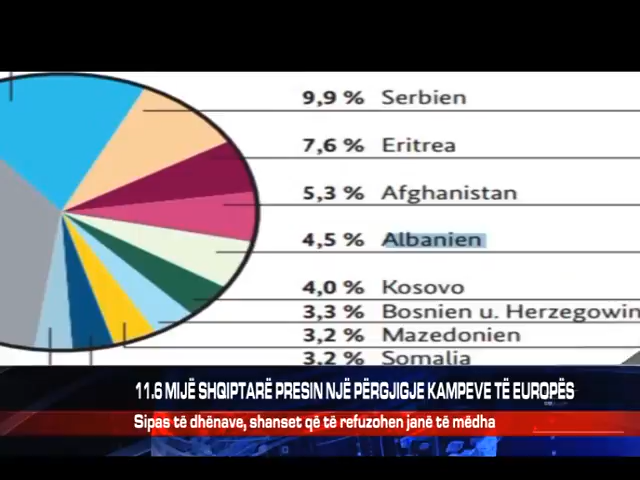 9,9 % Serbien
7,6 % Eritrea
5,3 % Afghanistan
4,5 % Albanien
4,0 % Kosovo
3,3 % Bosnien u. Herzegowin
3,2 % Mazedonien
3,2 % Somalia
11.6 MIJË SHQIPTARË PRESIN NJË PËRGJIGJE KAMPEVE TË EUROPËS
Sipas të dhënave, shanset që të refuzohen janë të mëdha